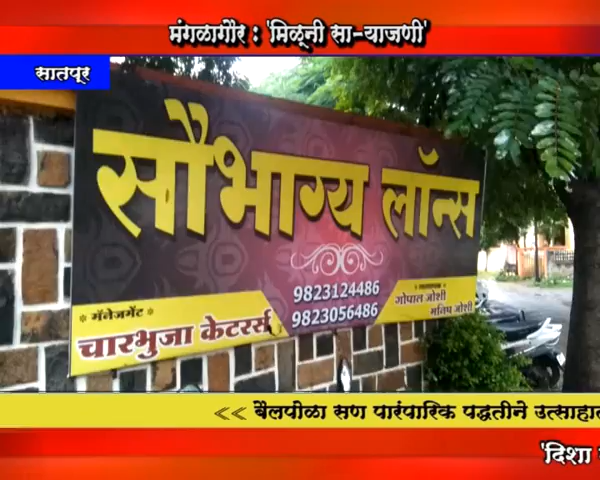 मंगळागौर : 'मिळूनी सा-याजणी'
सातपूर
सौभाग्य लॉन्स
9823124486
9823056486
* मॅनेजमेंट *
चारभुजा केटरर्स
गोपाल जोशी
मनिष जोशी
<< बैलपोळा सण पारंपारिक पद्धतीने उत्साहात
'दिशा